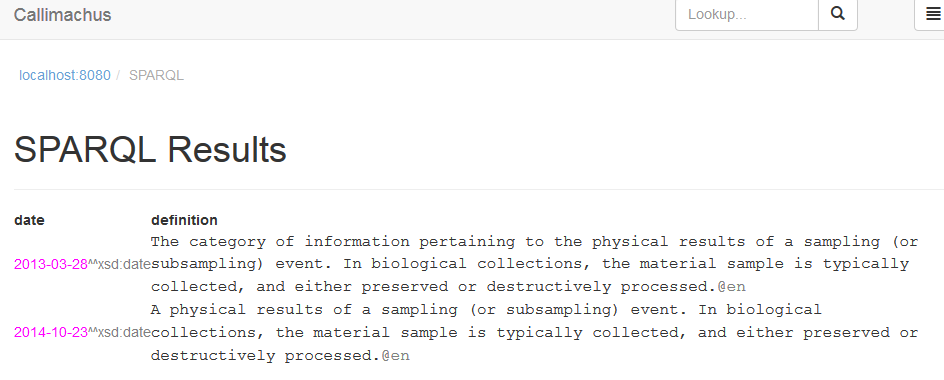 Callimachus
Lookup...
localhost:8080 / SPARQL
SPARQL Results
date definition
The category of information pertaining to the physical results of a sampling (or
2013-03-28^^xsd:date subsampling) event. In biological collections, the material sample is typically
collected, and either preserved or destructively processed.@en
A physical results of a sampling (or subsampling) event. In biological
2014-10-23^^xsd:date collections, the material sample is typically collected, and either preserved or
destructively processed.@en